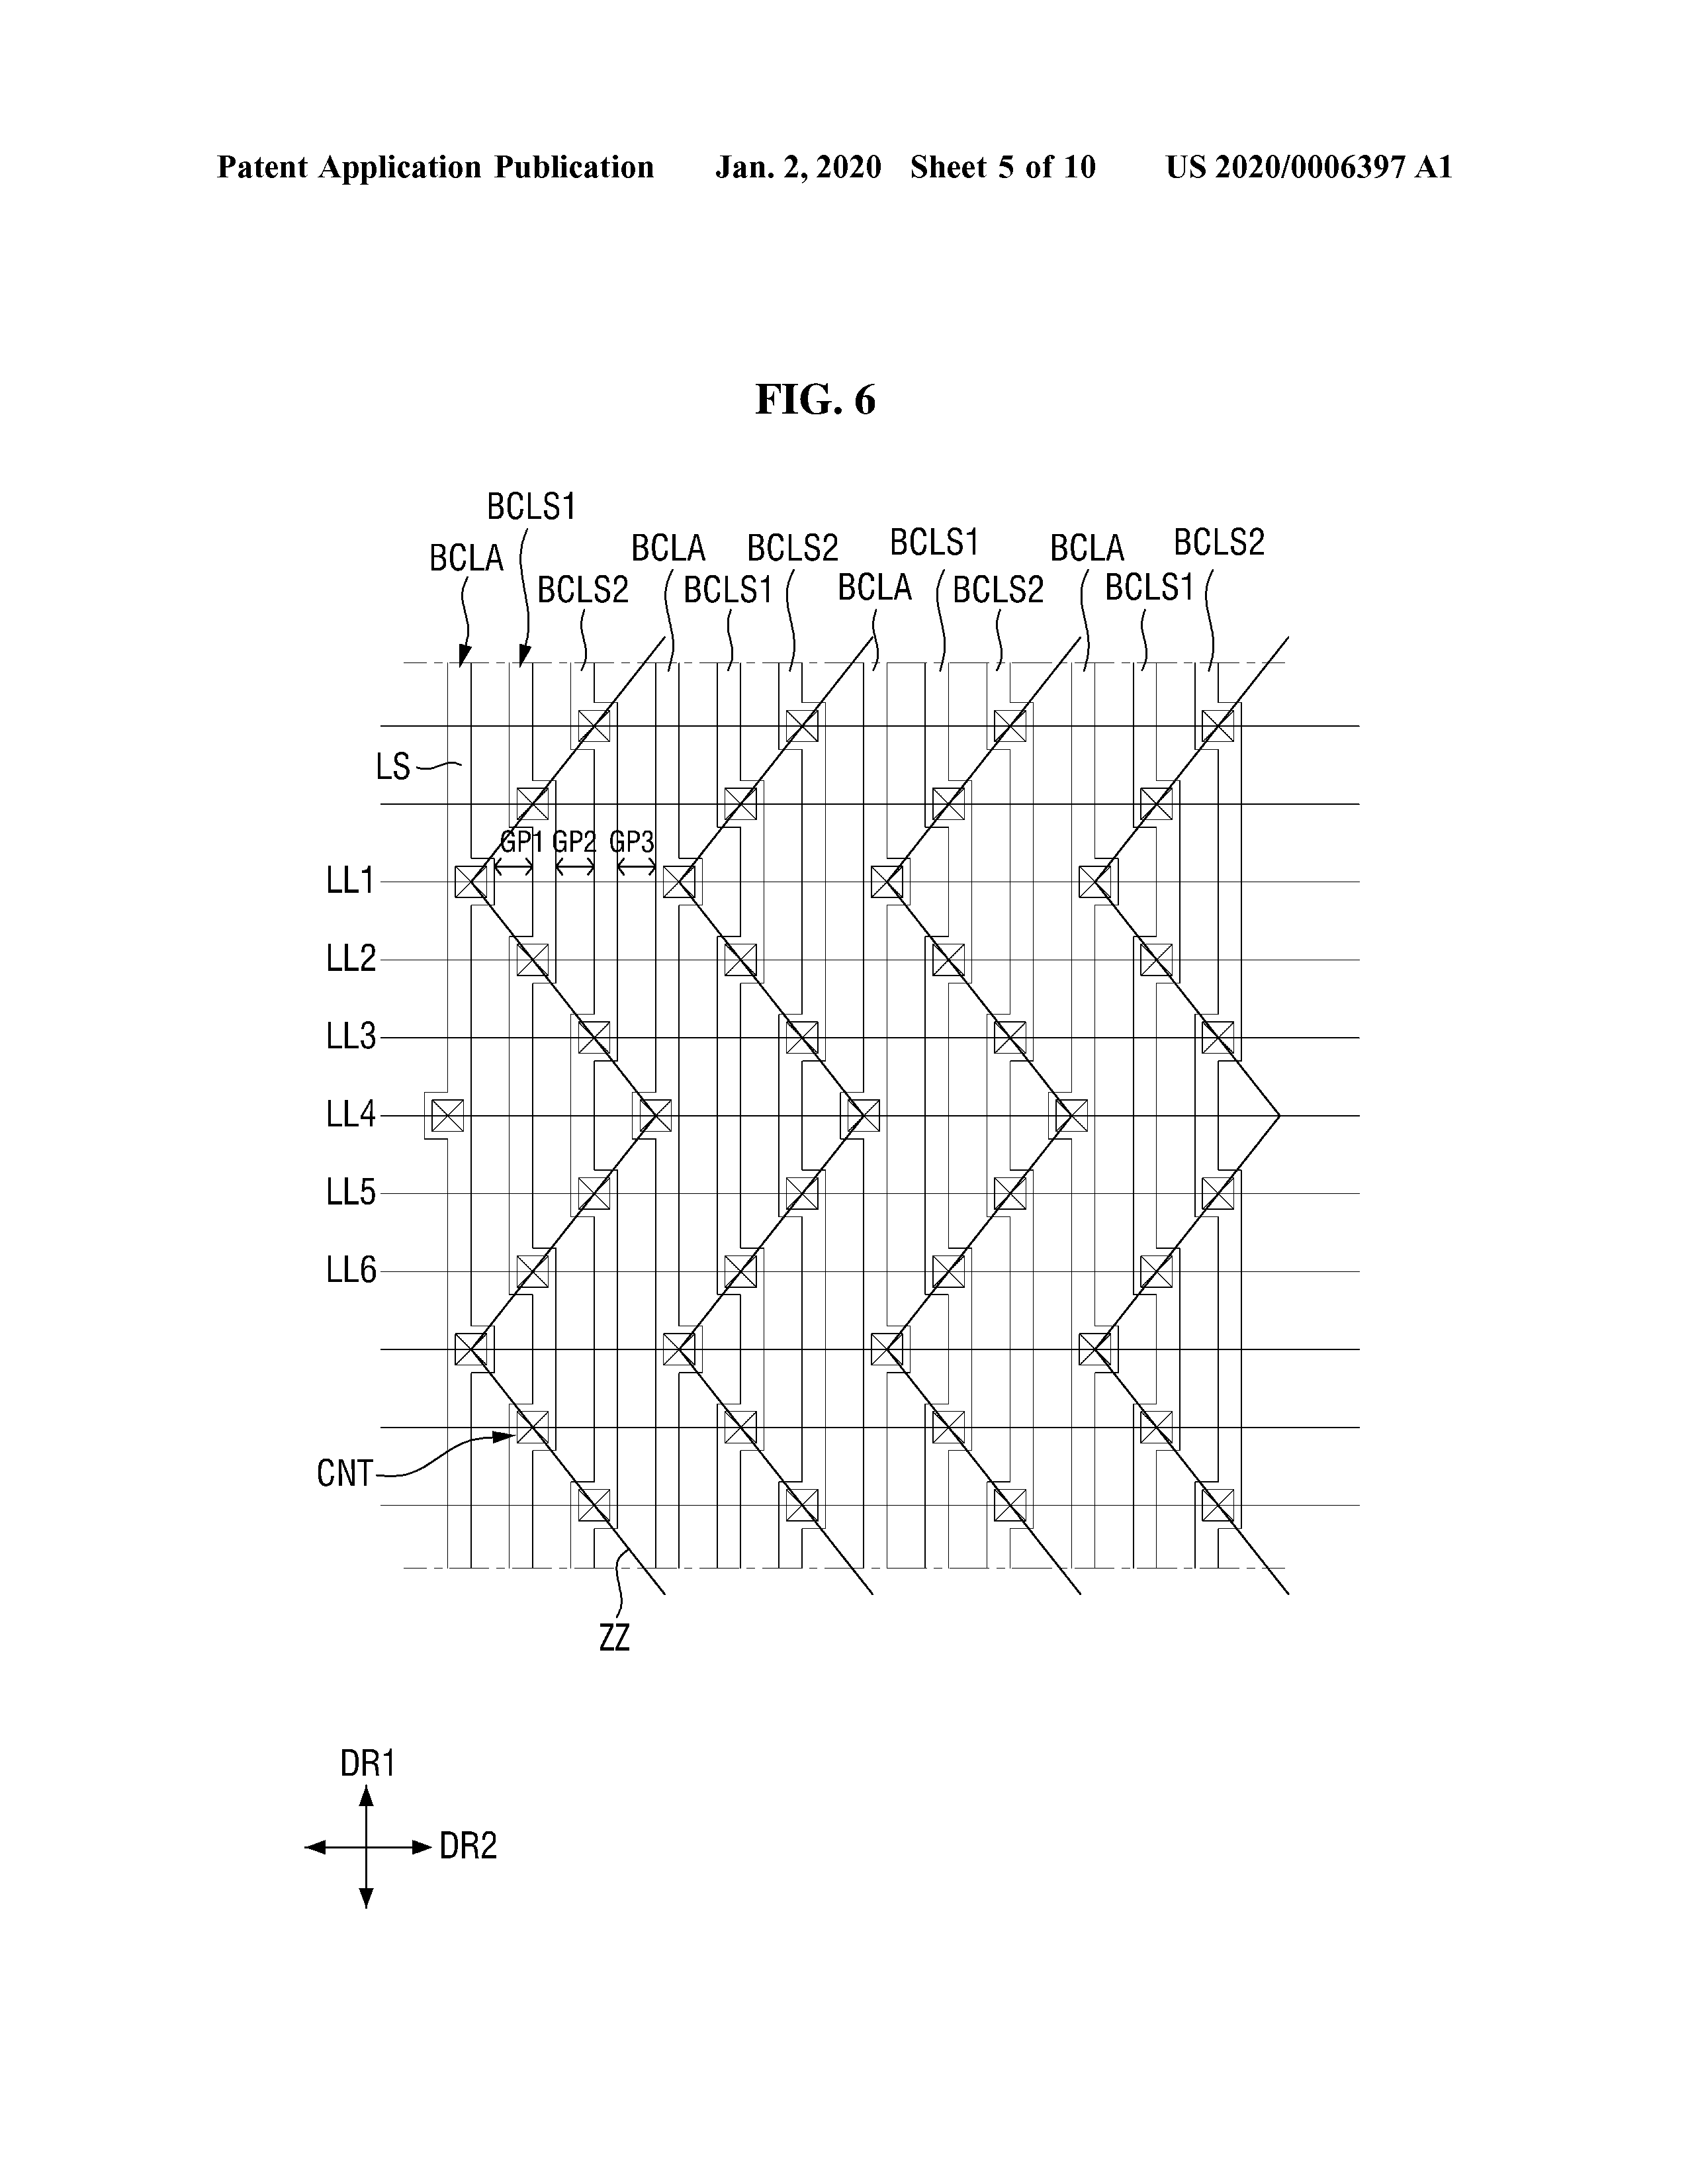 Patent Application Publication Jan. 2, 2020 Sheet 5 of 10 US 2020/0006397 A1
FIG. 6
BCLS1
BCLA
BCLS2
BCLA
BCLS1
BCLS2
BCLA
BCLS1
BCLS2
BCLA
BCLS1
BCLS2
LS
GP1 GP2 GP3
LL1
LL2
LL3
LL4
LL5
LL6
CNT
ZZ
DR1
DR2